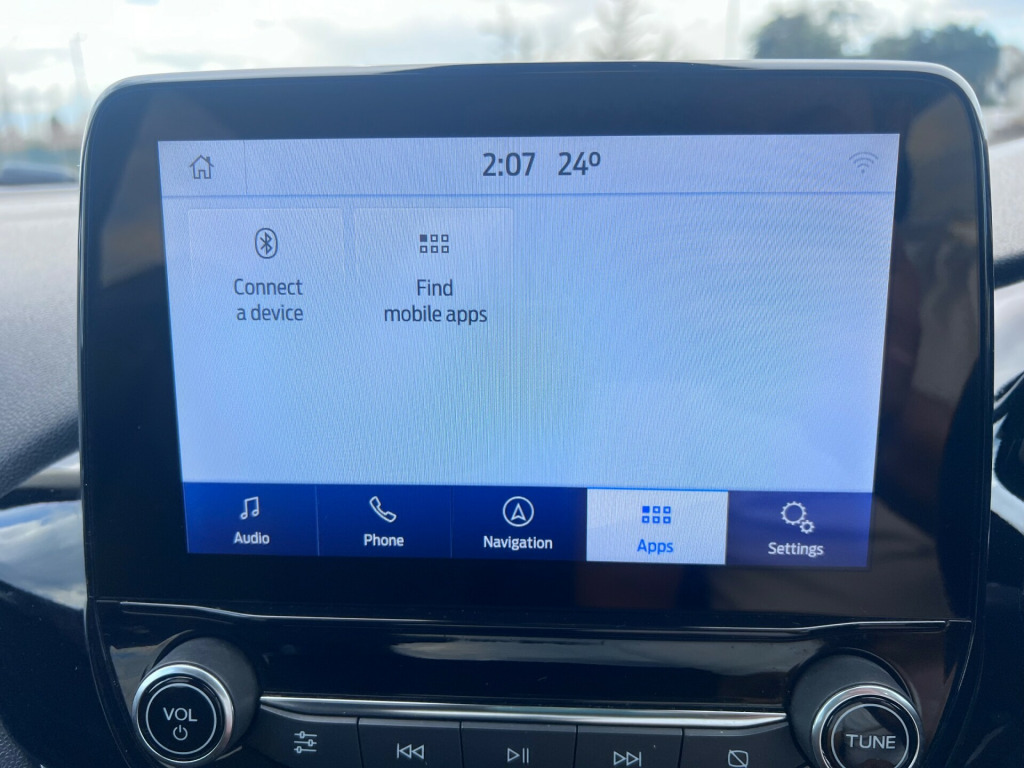 2:07 24º
Connect
a device
Find
mobile apps
Audio
Phone
Navigation
Apps
Settings
VOL
TUNE